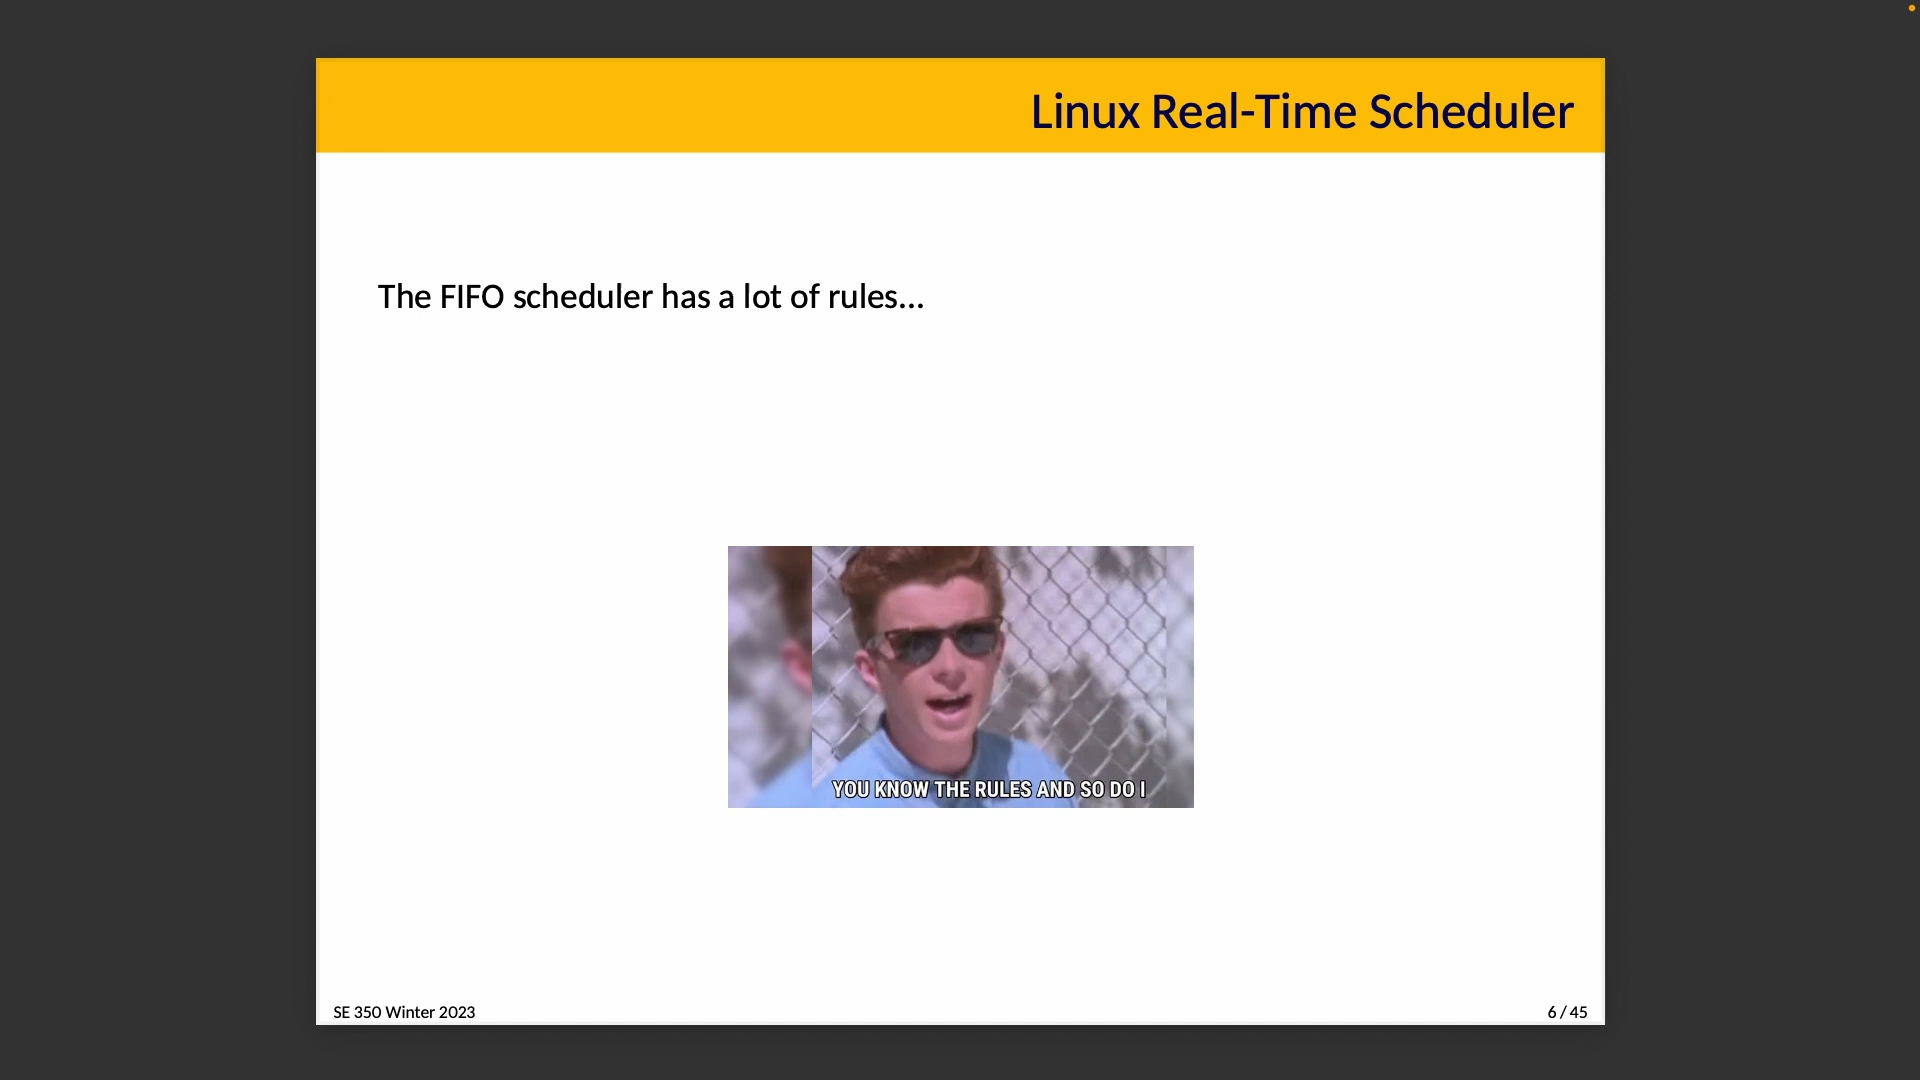 Linux Real-Time Scheduler
The FIFO scheduler has a lot of rules...
YOU KNOW THE RULES AND SO DO I
SE 350 Winter 2023
6 / 45